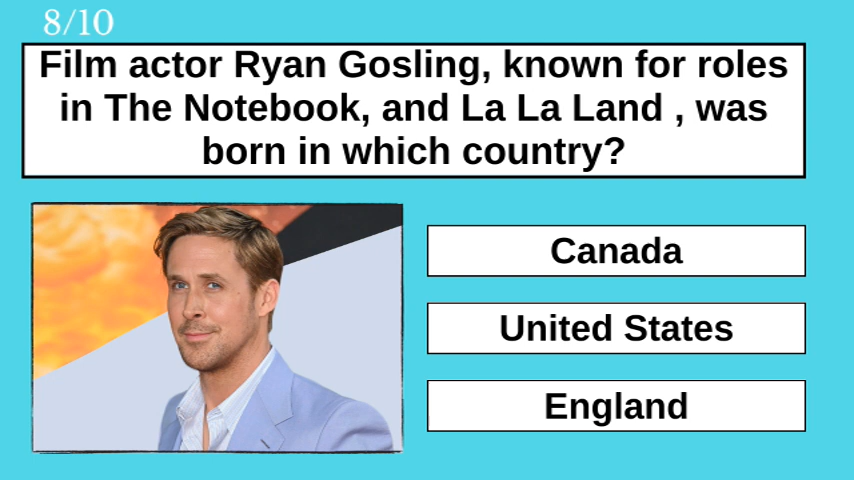 8/10
Film actor Ryan Gosling, known for roles
in The Notebook, and La La Land , was
born in which country?
Canada
United States
England